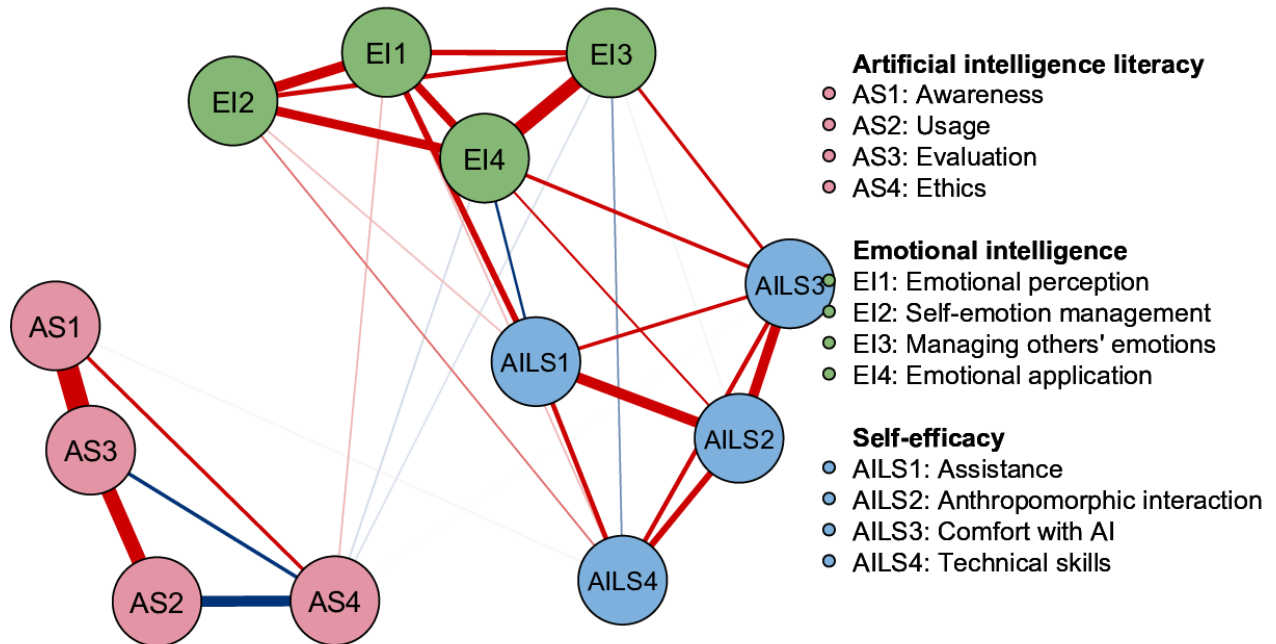 EI1
EI3
EI2
EI4
AILS3
AS1
AILS1
AS3
AILS2
AILS4
AS2
AS4
Artificial intelligence literacy
AS1: Awareness
AS2: Usage
AS3: Evaluation
AS4: Ethics
Emotional intelligence
EI1: Emotional perception
EI2: Self-emotion management
EI3: Managing others' emotions
EI4: Emotional application
Self-efficacy
AILS1: Assistance
AILS2: Anthropomorphic interaction
AILS3: Comfort with AI
AILS4: Technical skills